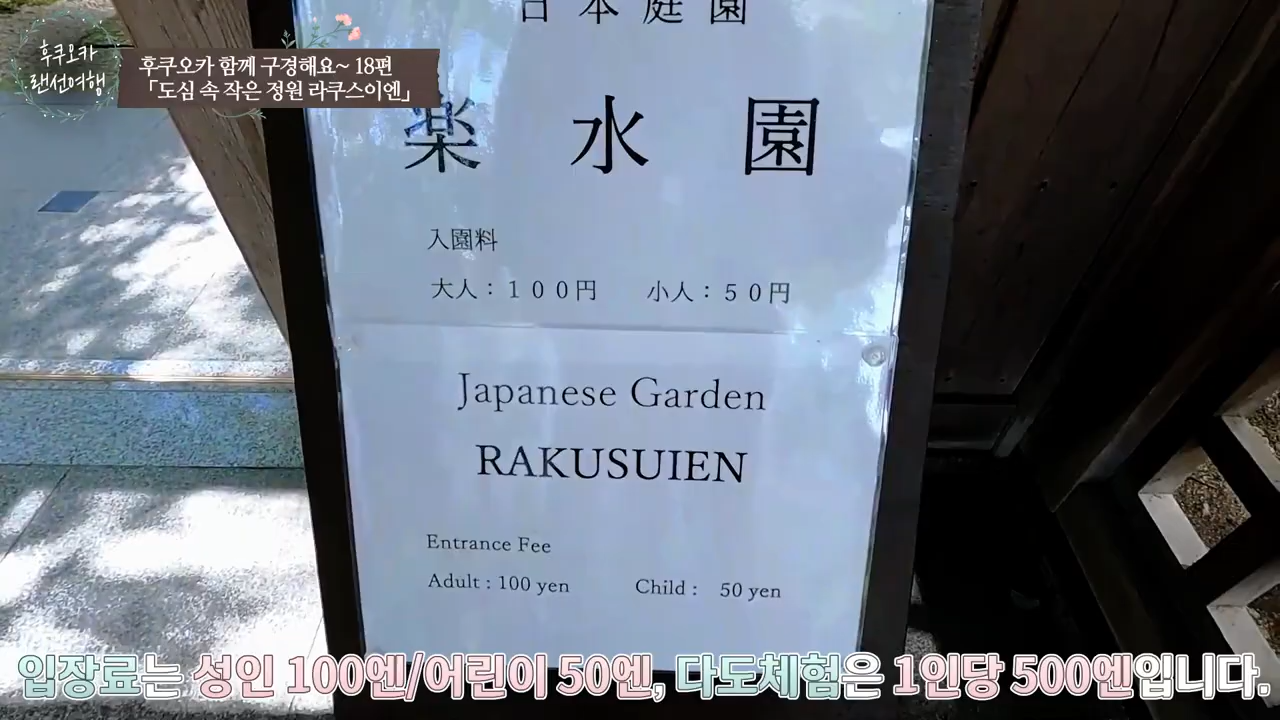 후쿠오카
랜선여행
후쿠오카 함께 구경해요~ 18편
「도심 속 작은 정원 라쿠스이엔」
日本庭園
楽水園
入園料
大人：１００円 小人：５０円
Japanese Garden
RAKUSUIEN
Entrance Fee
Adult : 100 yen Child : 50 yen
입장료는 성인 100엔/어린이 50엔, 다도체험은 1인당 500엔입니다.